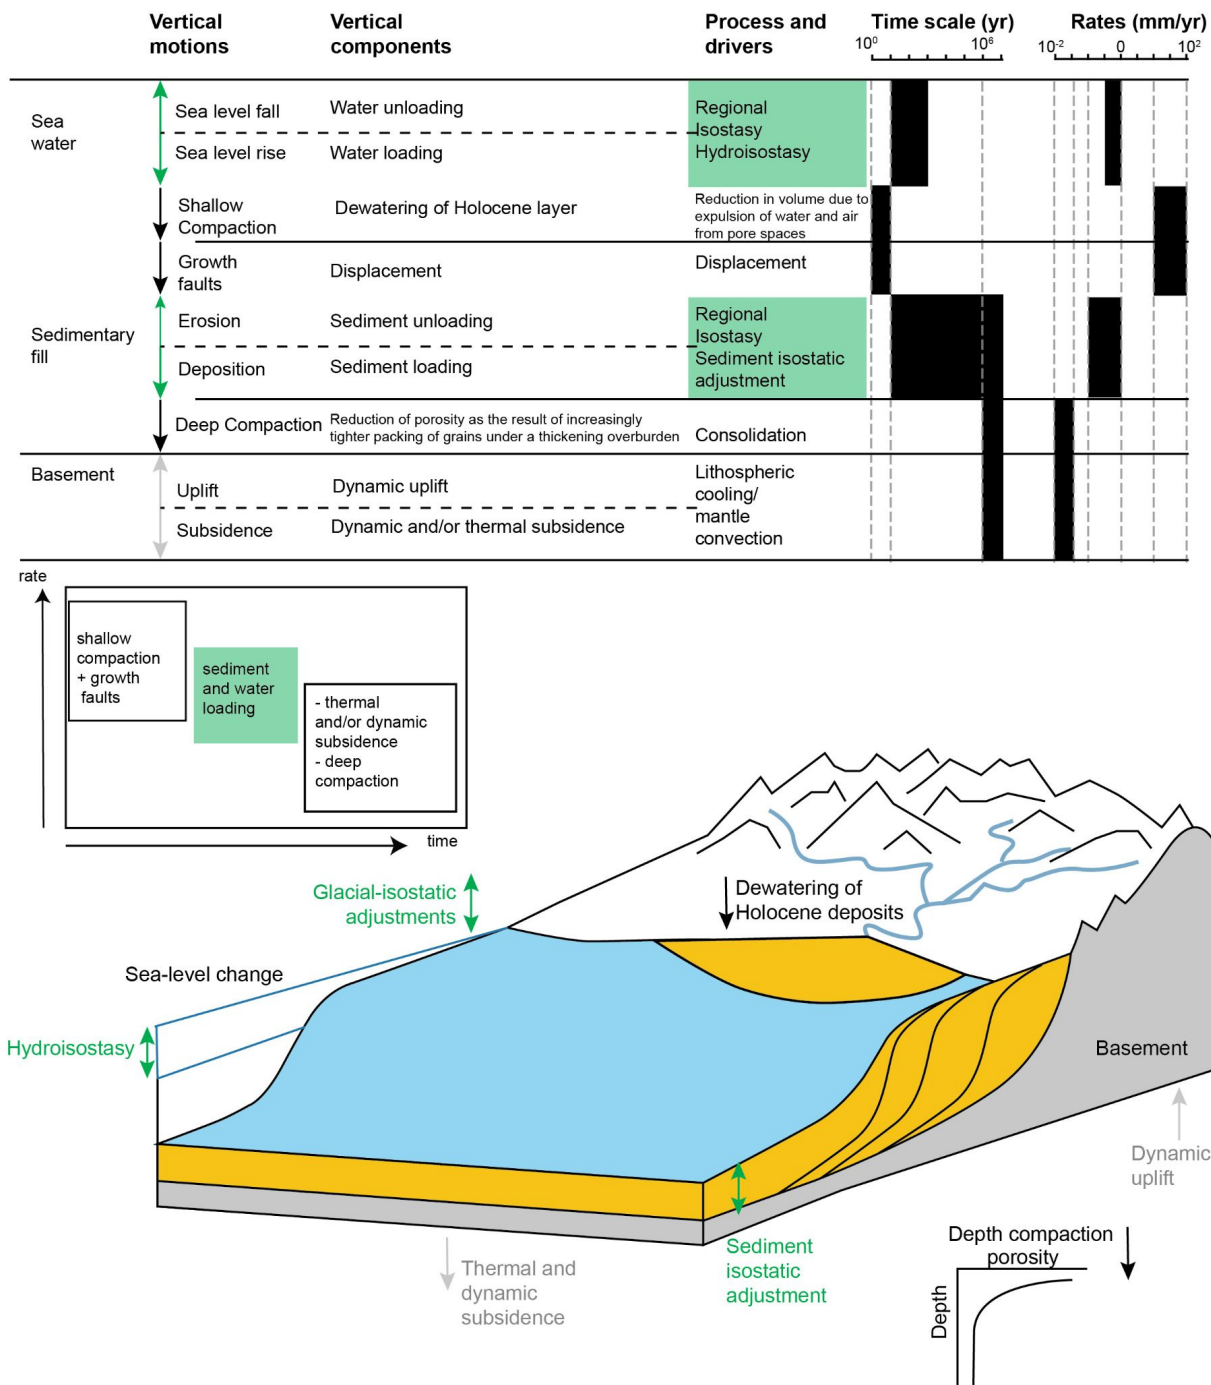 Vertical motions
Vertical components
Process and drivers
Time scale (yr)
Rates (mm/yr)
10⁰
10⁶
10⁻²
0
10²
Sea water
Sea level fall
Water unloading
Sea level rise
Water loading
Regional
Isostasy
Hydroisostasy
Shallow
Compaction
Dewatering of Holocene layer
Reduction in volume due to
expulsion of water and air
from pore spaces
Growth
faults
Displacement
Displacement
Sedimentary
fill
Erosion
Sediment unloading
Deposition
Sediment loading
Regional
Isostasy
Sediment isostatic
adjustment
Deep Compaction
Reduction of porosity as the result of increasingly
tighter packing of grains under a thickening overburden
Consolidation
Basement
Uplift
Dynamic uplift
Subsidence
Dynamic and/or thermal subsidence
Lithospheric
cooling/
mantle
convection
rate
shallow
compaction
+ growth
faults
sediment
and water
loading
- thermal
and/or dynamic
subsidence
- deep
compaction
time
Glacial-isostatic
adjustments
Dewatering of
Holocene deposits
Sea-level change
Hydroisostasy
Basement
Dynamic
uplift
Sediment
isostatic
adjustment
Thermal and
dynamic
subsidence
Depth compaction
porosity
Depth